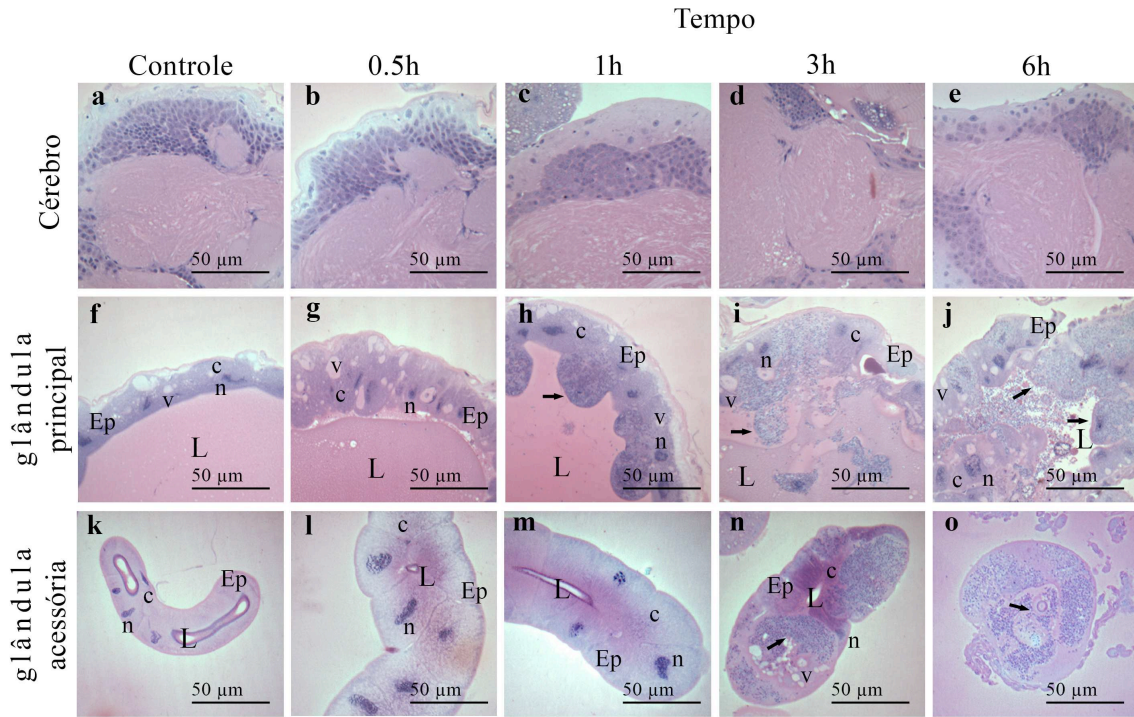 Tempo
Controle 0.5h 1h 3h 6h
Cérebro
a b c d e
50 µm 50 µm 50 µm 50 µm 50 µm
glândula principal
f c n v Ep L 50 µm
g v c n Ep L 50 µm
h c Ep v n L 50 µm
i c n Ep v L 50 µm
j Ep v L c n 50 µm
glândula acessória
k Ep c n L 50 µm
l c L Ep n 50 µm
m L c Ep n 50 µm
n c Ep L n v 50 µm
o 50 µm